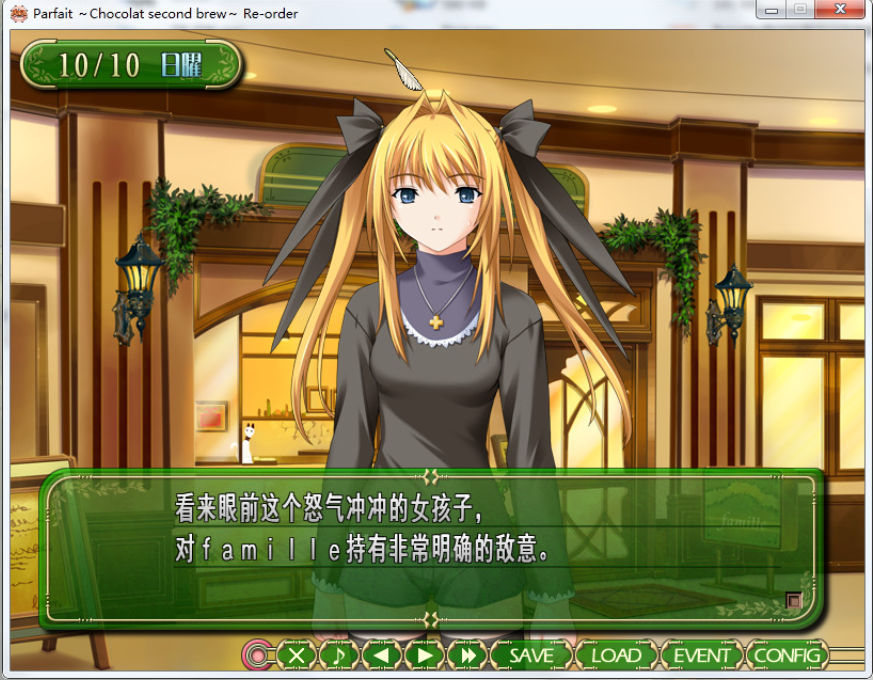 Parfait ~Chocolat second brew~ Re-order
10/10 日曜
famille
看来眼前这个怒气冲冲的女孩子，
对famille持有非常明确的敌意。
SAVE LOAD EVENT CONFIG